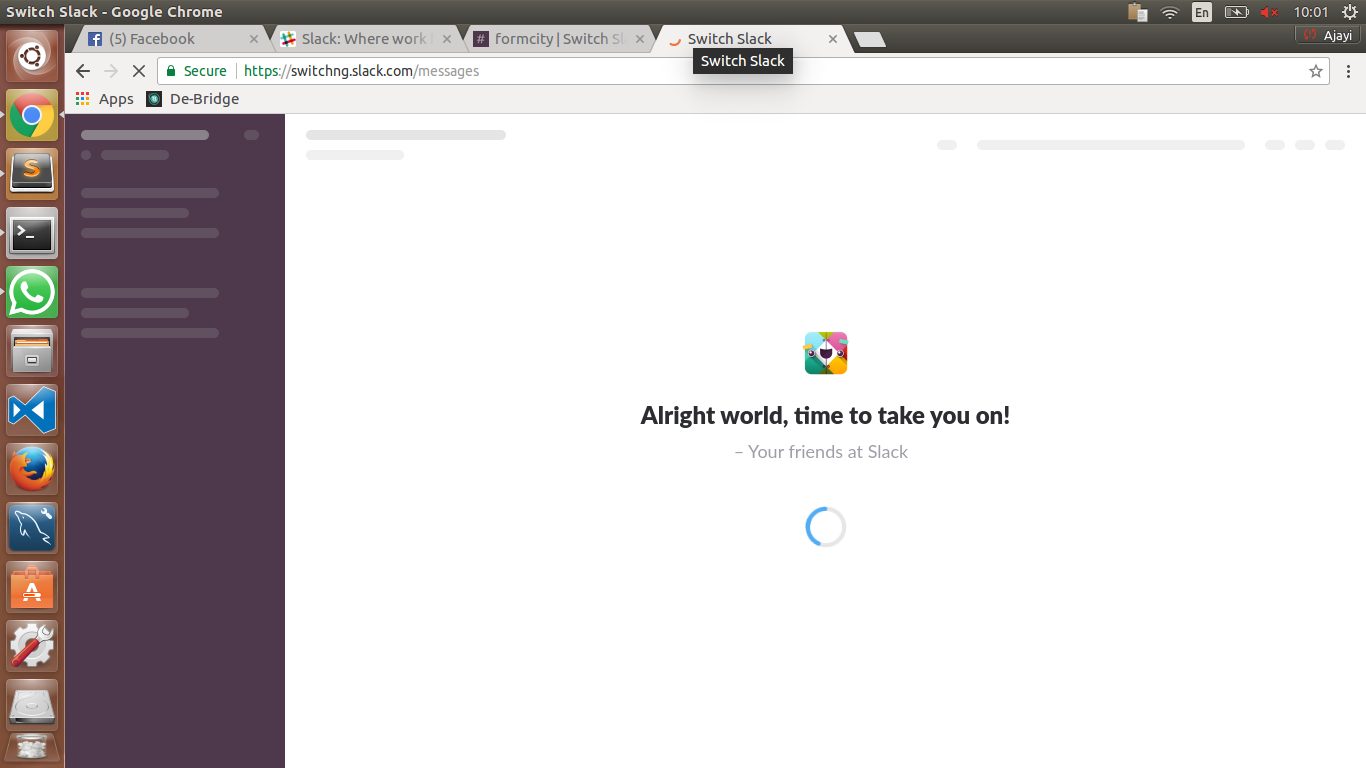 Switch Slack - Google Chrome
En
10:01
(5) Facebook
Slack: Where work
formcity | Switch Sl
Switch Slack
Ajayi
Switch Slack
Secure
https://switchng.slack.com/messages
Apps
De-Bridge
Alright world, time to take you on!
– Your friends at Slack